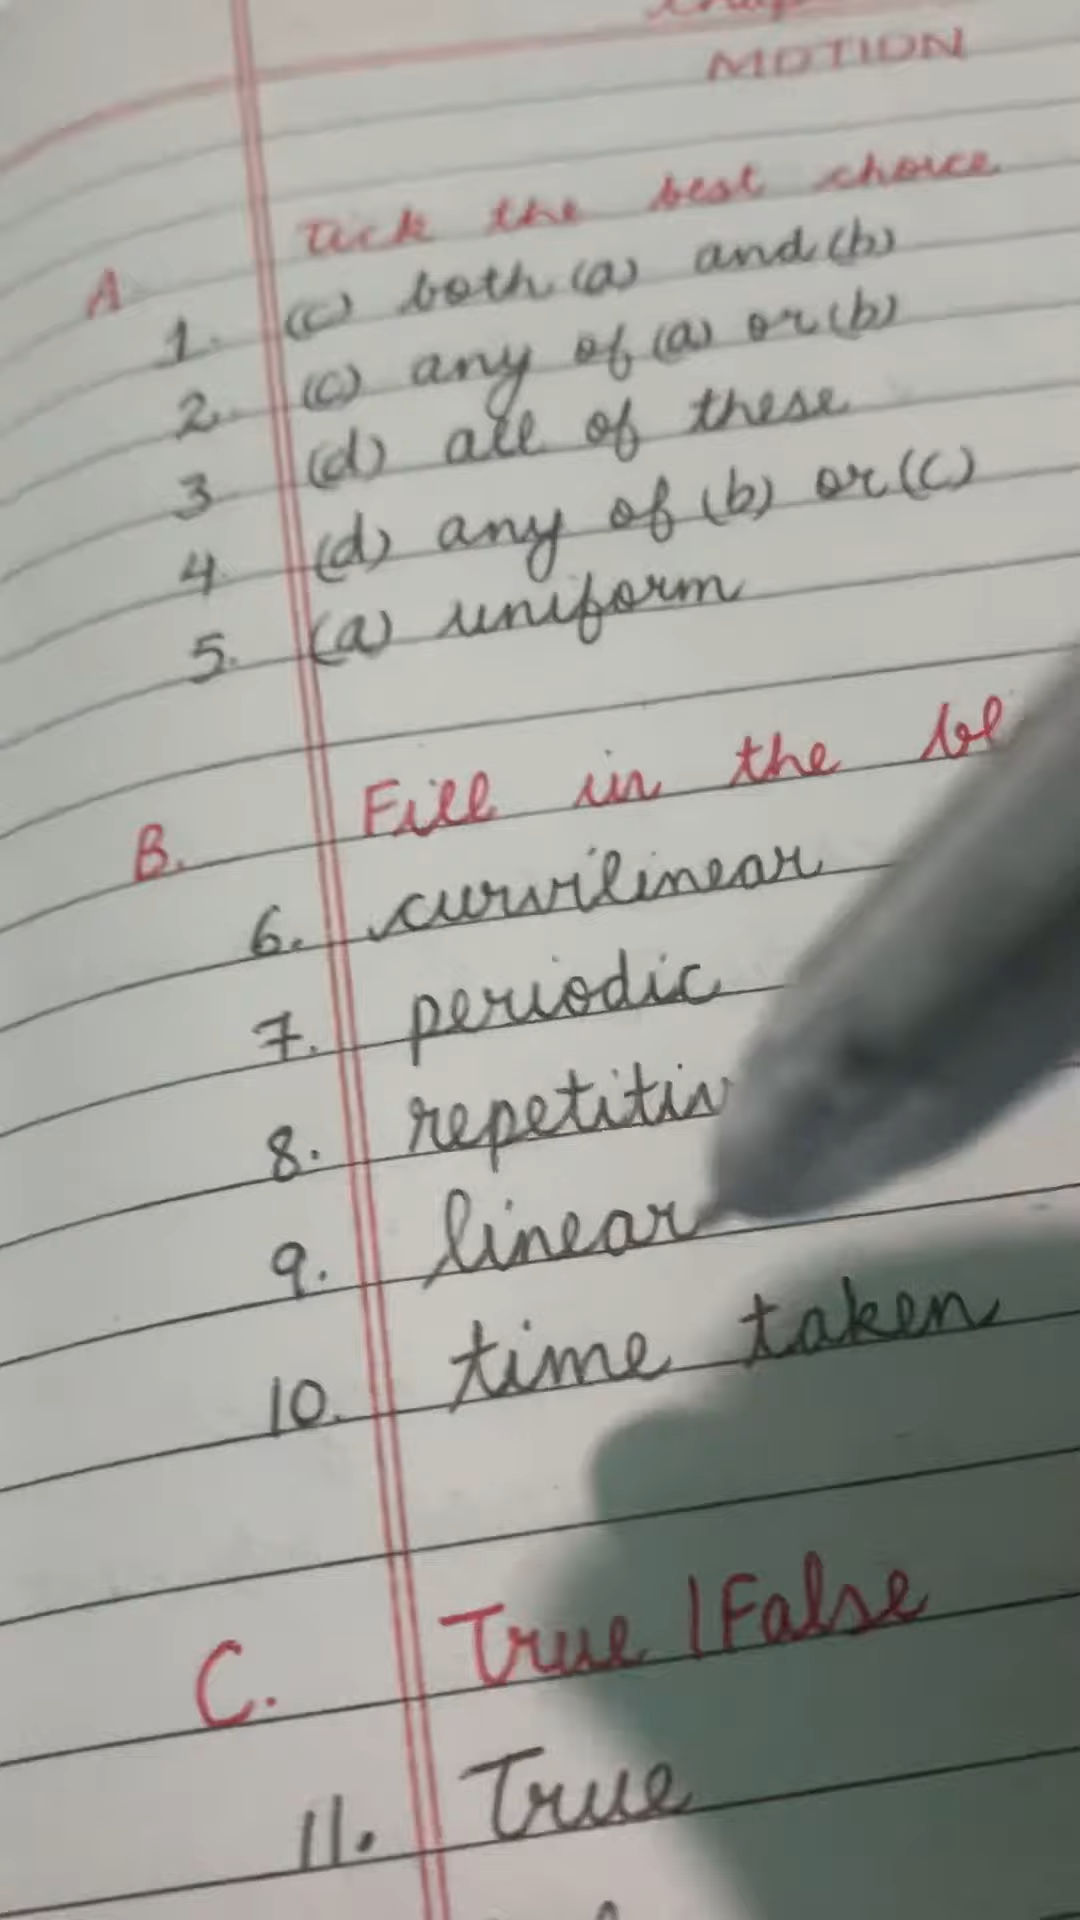 MOTION
A Tick the best choice
1. (c) both (a) and (b)
2. (c) any of (a) or (b)
3 (d) all of these
4 (d) any of (b) or (c)
5. (a) uniform
B. Fill in the
6. curvilinear
7. periodic
8. repetitiv
9. linear
10. time taken
C. True / False
11. True